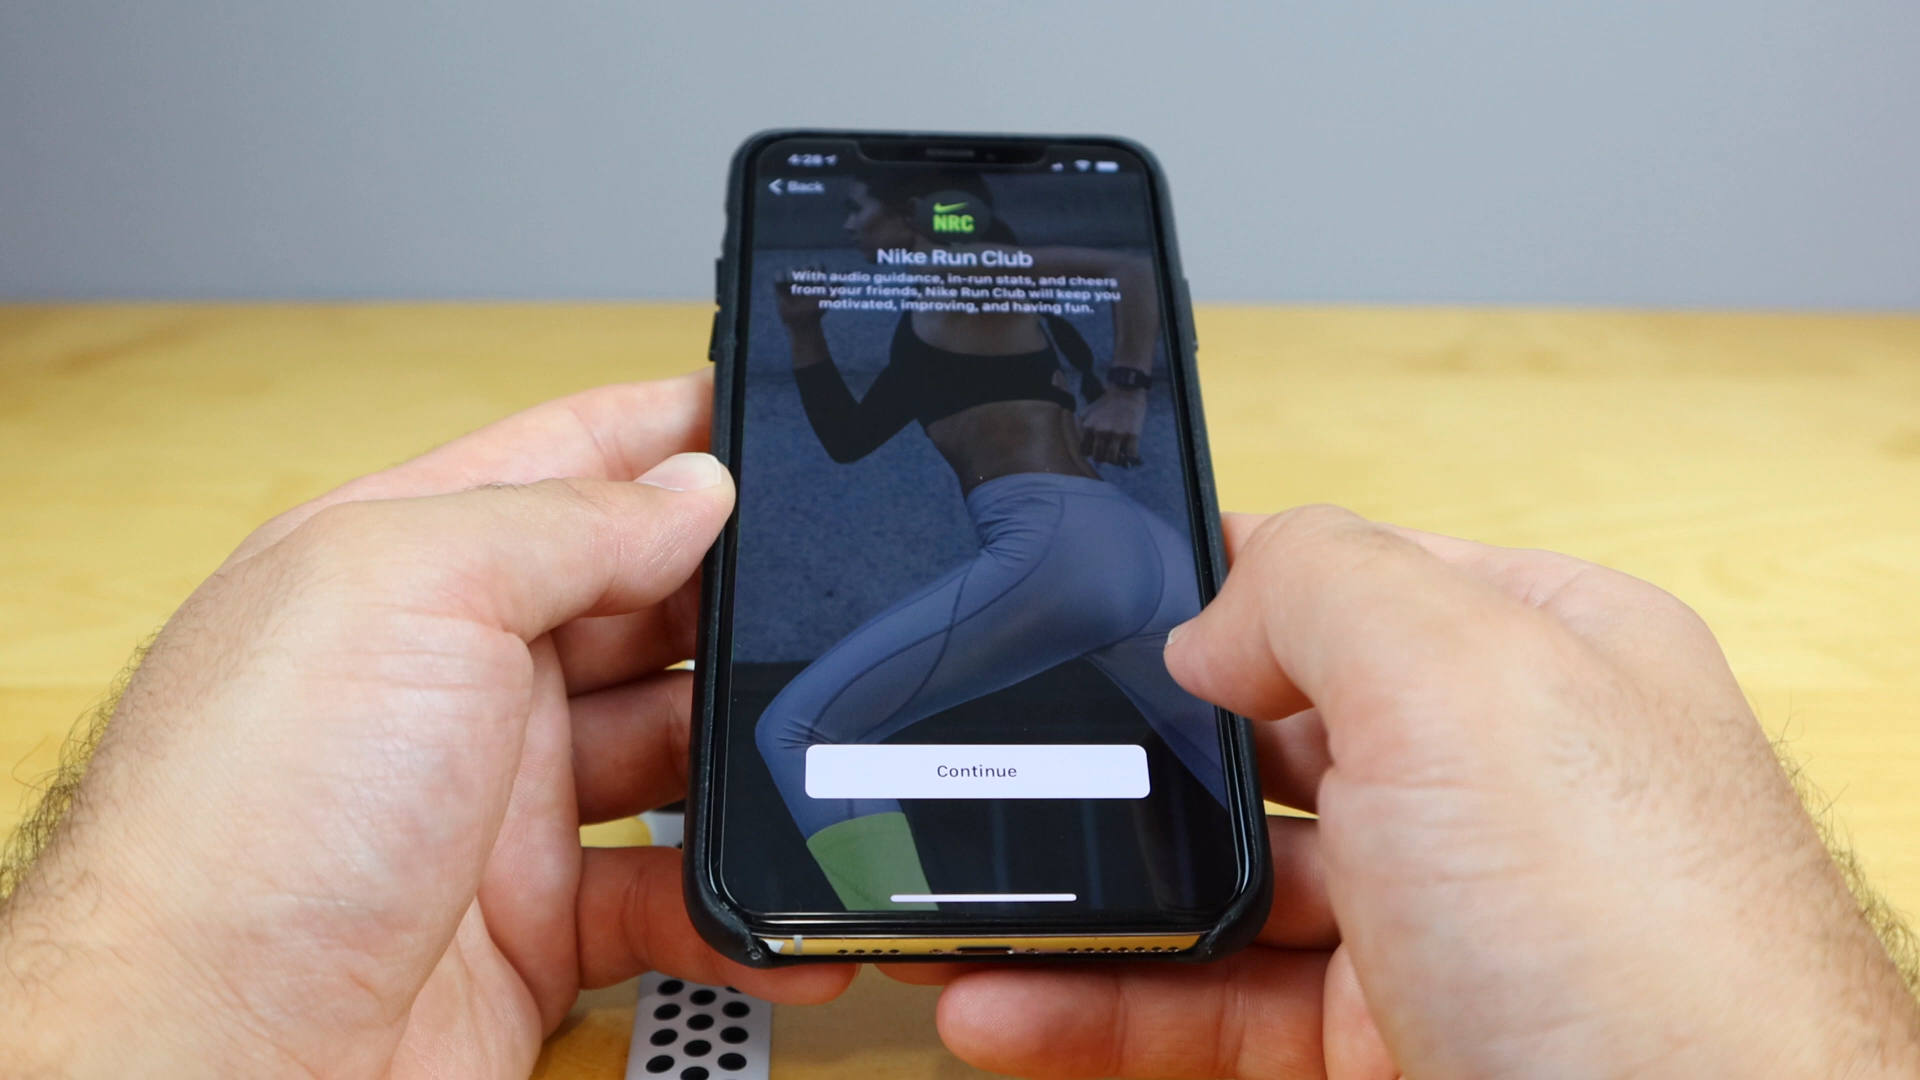 4:28
Back
NRC
Nike Run Club
With audio guidance, in-run stats, and cheers
from your friends, Nike Run Club will keep you
motivated, improving, and having fun.
Continue